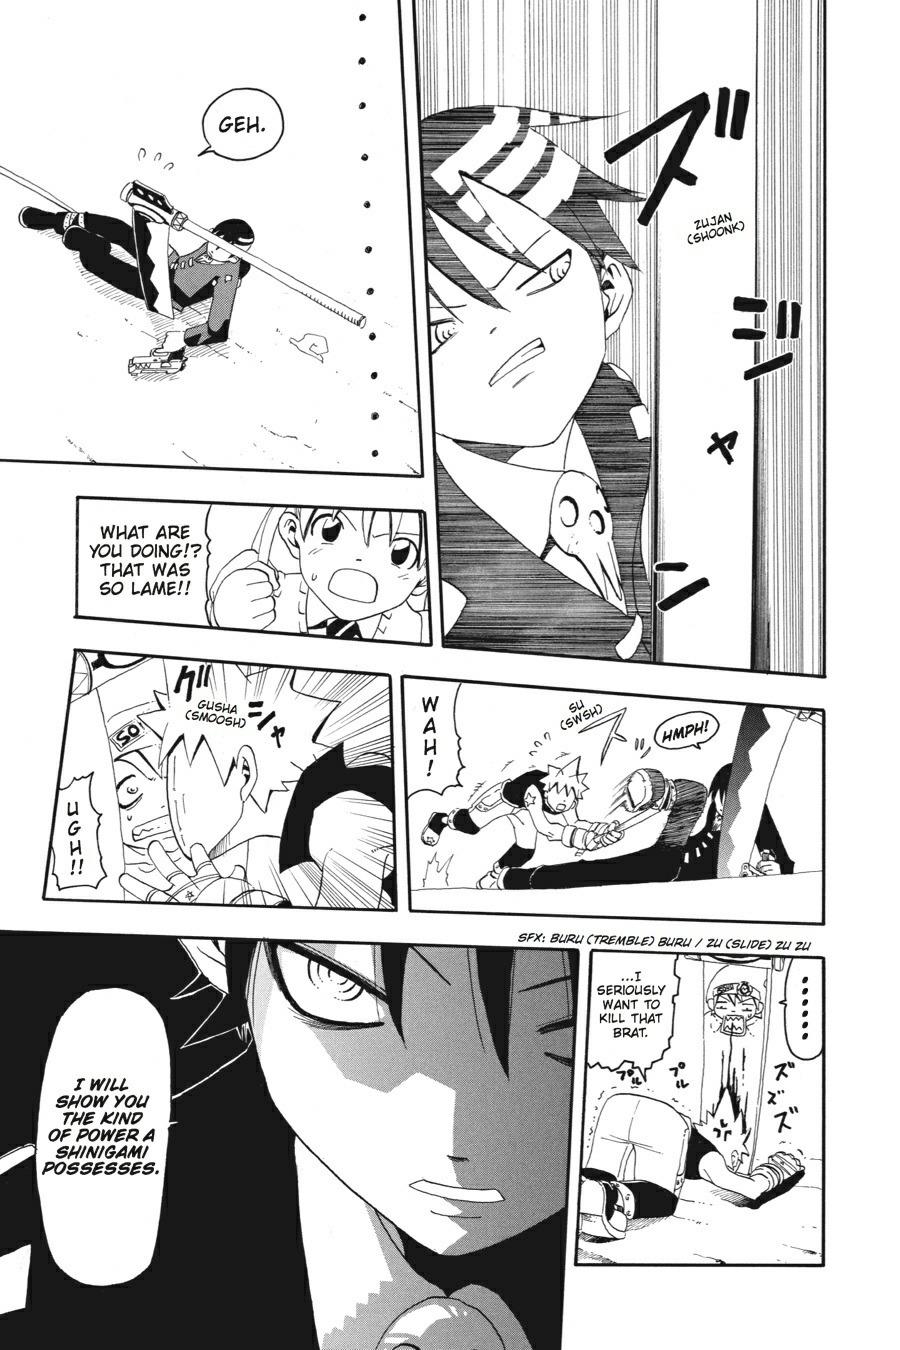 ズ
ジ
ャ
ー
ZUJAN
(SHOONK)
GEH.
WHAT ARE
YOU DOING!?
THAT WAS
SO LAME!!
WAH!
SU
(SWSH)
ス
HMPH!
グ
シャ
GUSHA
(SMOOSH)
UGH!!
SFX: BURU (TREMBLE) BURU / ZU (SLIDE) ZU ZU
......
...I
SERIOUSLY
WANT TO
KILL THAT
BRAT.
プル
プル
ズ
ズ
ズ
I WILL
SHOW YOU
THE KIND
OF POWER A
SHINIGAMI
POSSESSES.